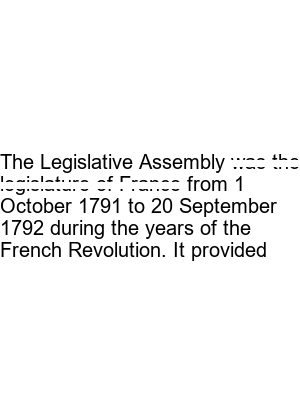 The Legislative Assembly was the
legislature of France from 1
October 1791 to 20 September
1792 during the years of the
French Revolution. It provided